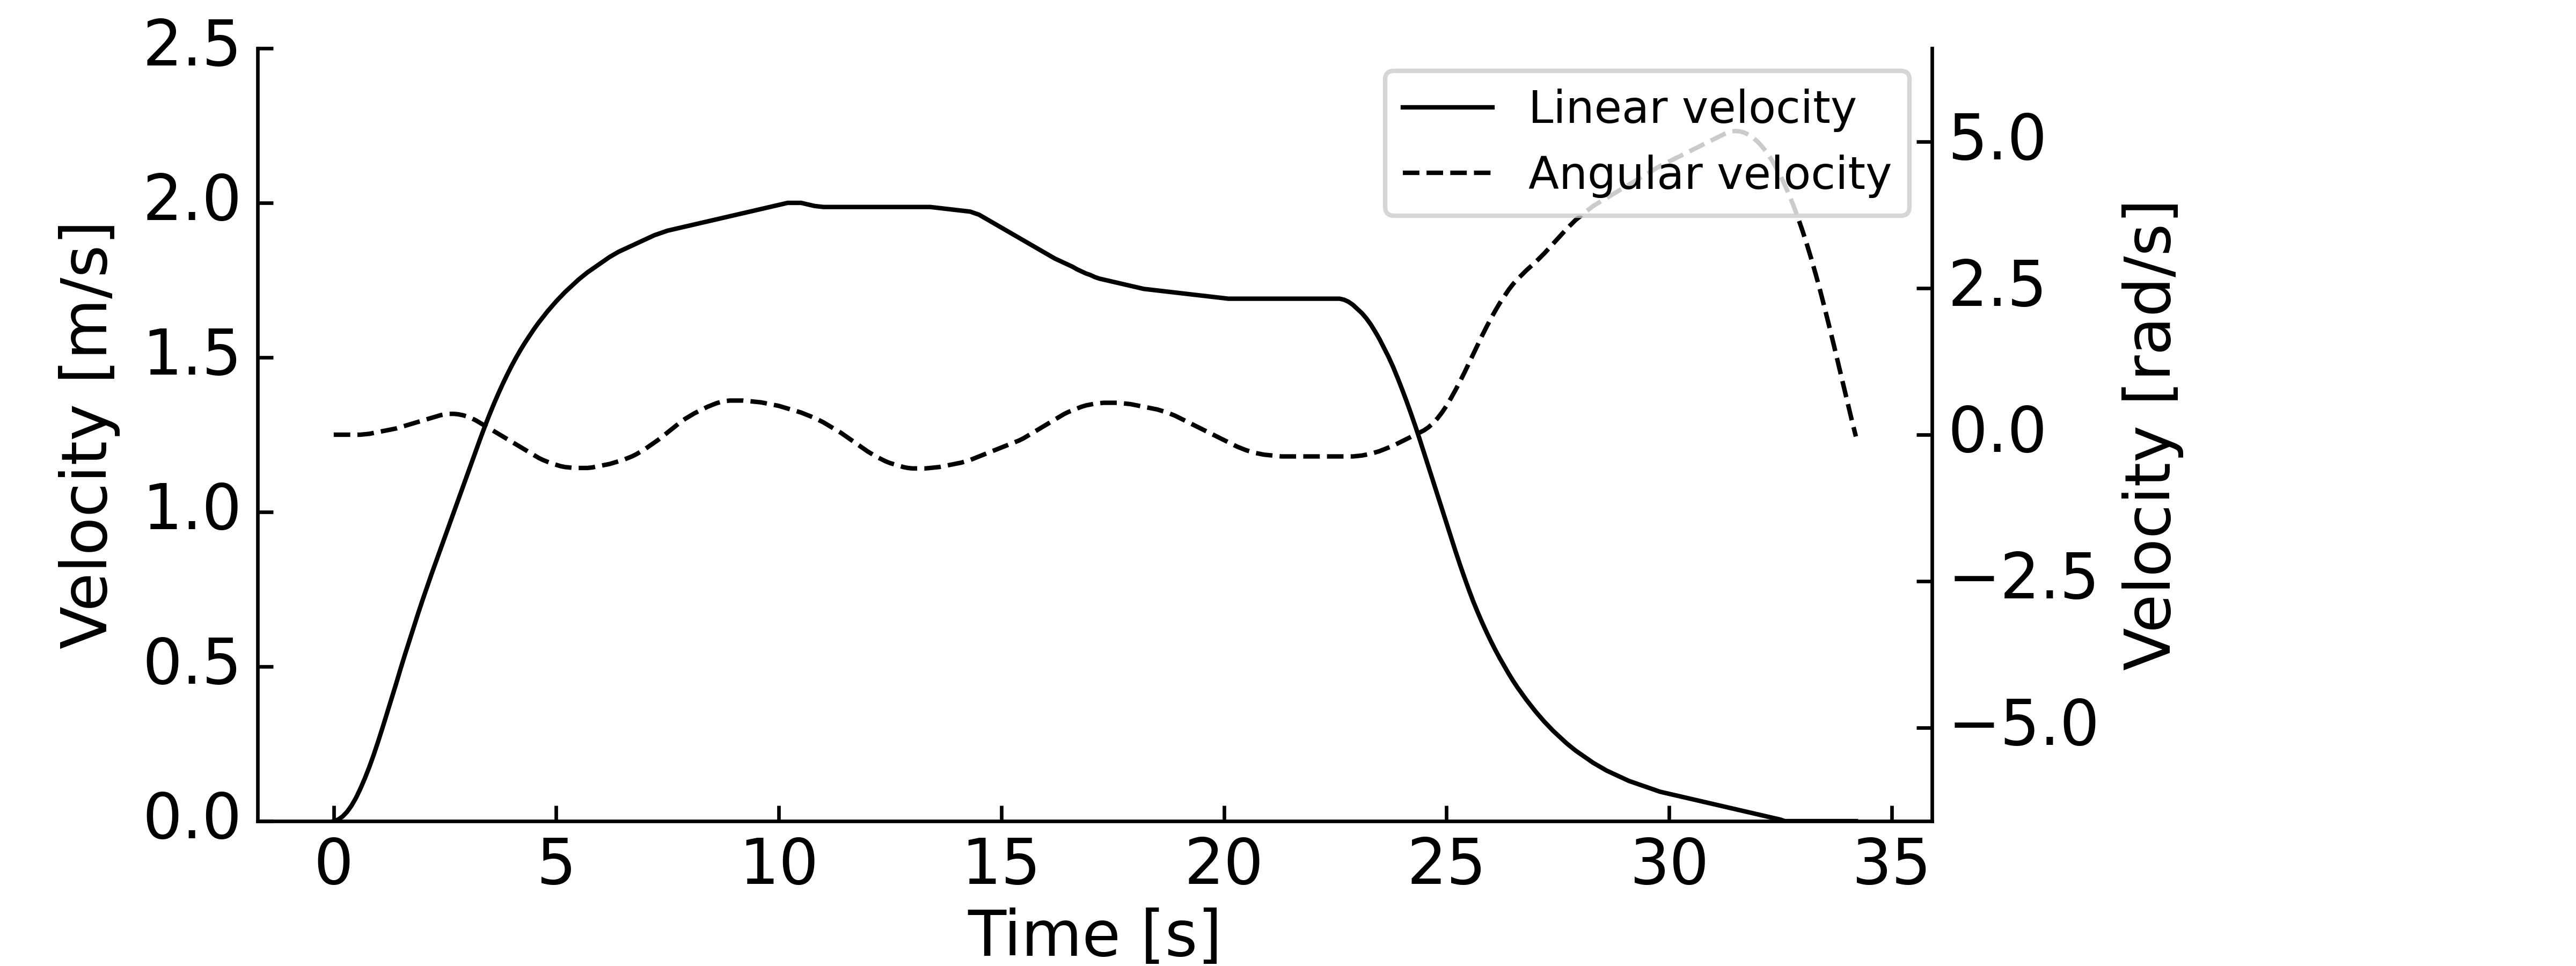 2.5
2.0
1.5
1.0
0.5
0.0
Velocity [m/s]
Linear velocity
Angular velocity
5.0
2.5
0.0
−2.5
−5.0
Velocity [rad/s]
0 5 10 15 20 25 30 35
Time [s]